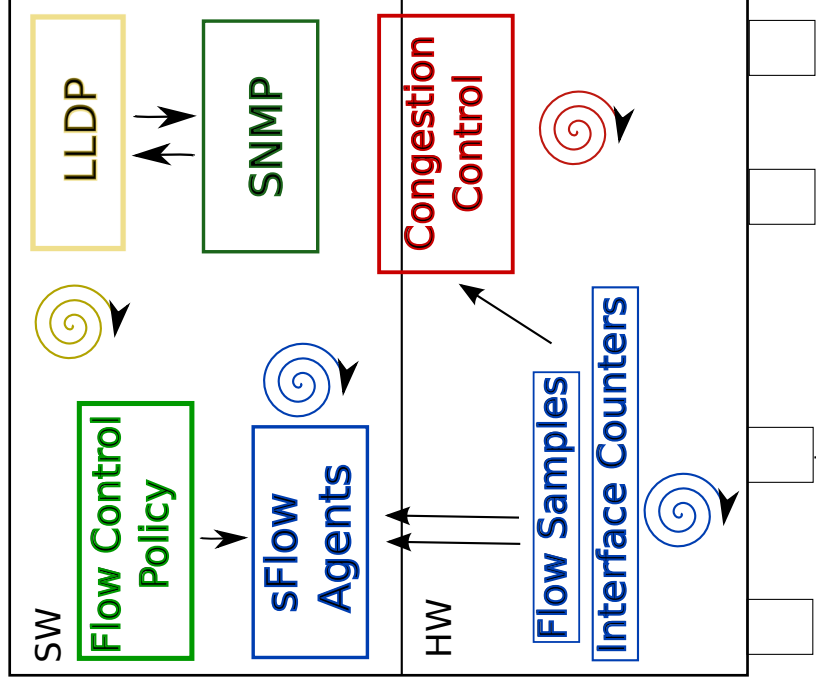 SW
LLDP
Flow Control
Policy
SNMP
sFlow
Agents
Congestion
Control
HW
Flow Samples
Interface Counters